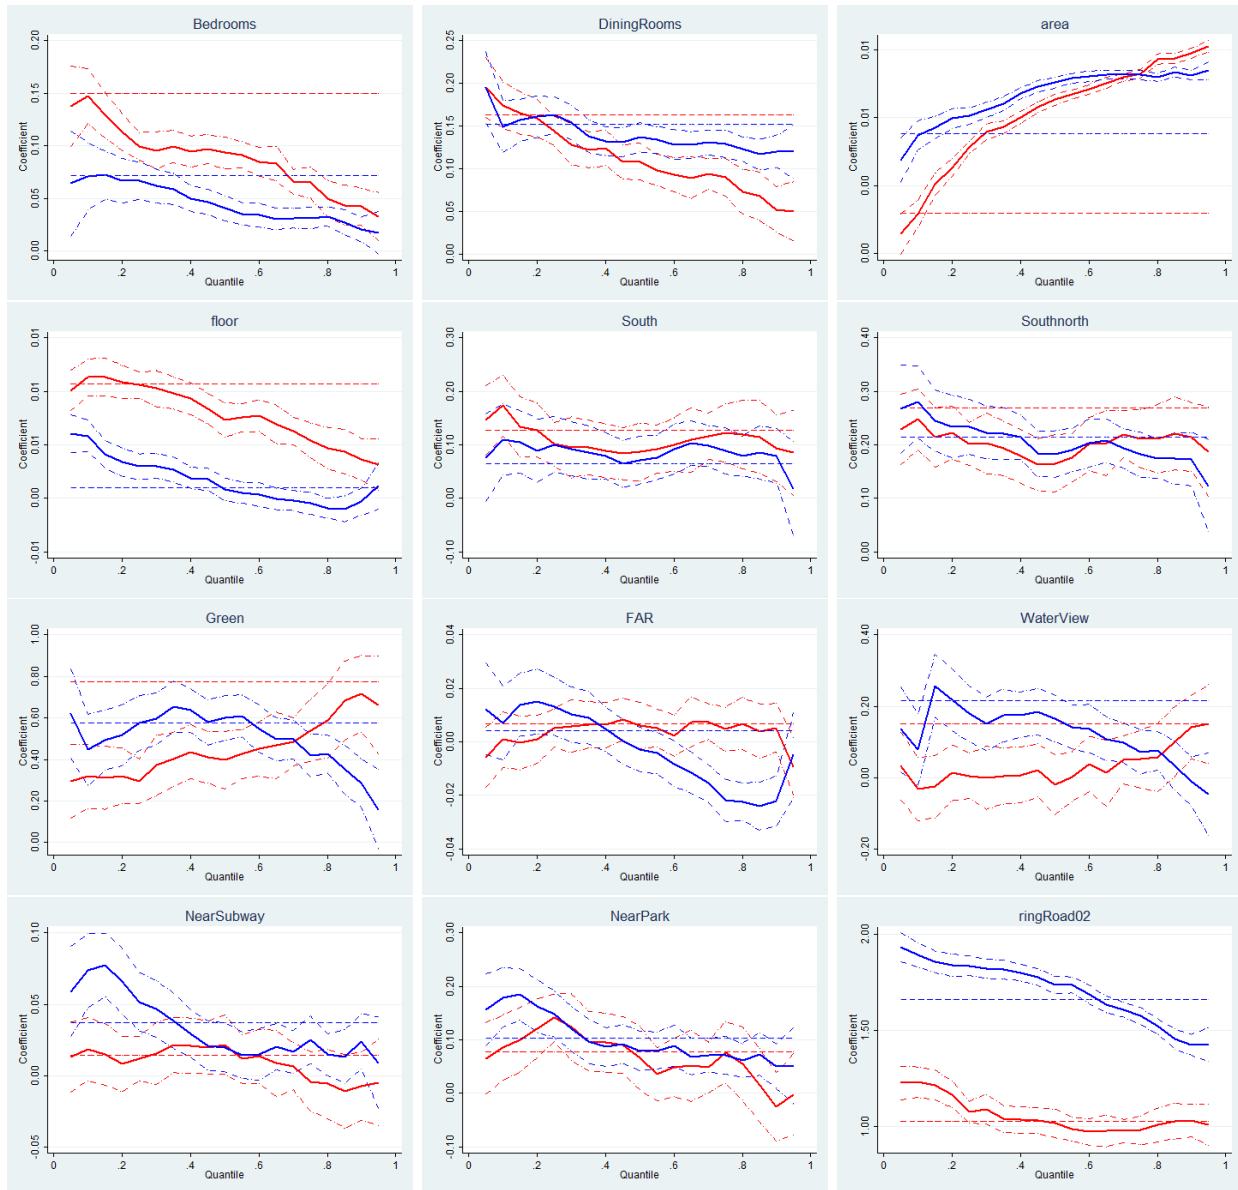 Bedrooms
Coefficient
0.20
0.15
0.10
0.05
0.00
0 .2 .4 .6 .8 1
Quantile
DiningRooms
Coefficient
0.25
0.20
0.15
0.10
0.05
0.00
0 .2 .4 .6 .8 1
Quantile
area
Coefficient
0.01
0.01
0.00
0.00
0 .2 .4 .6 .8 1
Quantile
floor
Coefficient
0.01
0.01
0.01
0.00
-0.01
0 .2 .4 .6 .8 1
Quantile
South
Coefficient
0.30
0.20
0.10
0.00
-0.10
0 .2 .4 .6 .8 1
Quantile
Southnorth
Coefficient
0.40
0.30
0.20
0.10
0.00
0 .2 .4 .6 .8 1
Quantile
Green
Coefficient
1.00
0.80
0.60
0.40
0.20
0.00
0 .2 .4 .6 .8 1
Quantile
FAR
Coefficient
0.04
0.02
0.00
-0.02
-0.04
0 .2 .4 .6 .8 1
Quantile
WaterView
Coefficient
0.40
0.20
0.00
-0.20
0 .2 .4 .6 .8 1
Quantile
NearSubway
Coefficient
0.10
0.05
0.00
-0.05
0 .2 .4 .6 .8 1
Quantile
NearPark
Coefficient
0.30
0.20
0.10
0.00
-0.10
0 .2 .4 .6 .8 1
Quantile
ringRoad02
Coefficient
2.00
1.50
1.00
0 .2 .4 .6 .8 1
Quantile